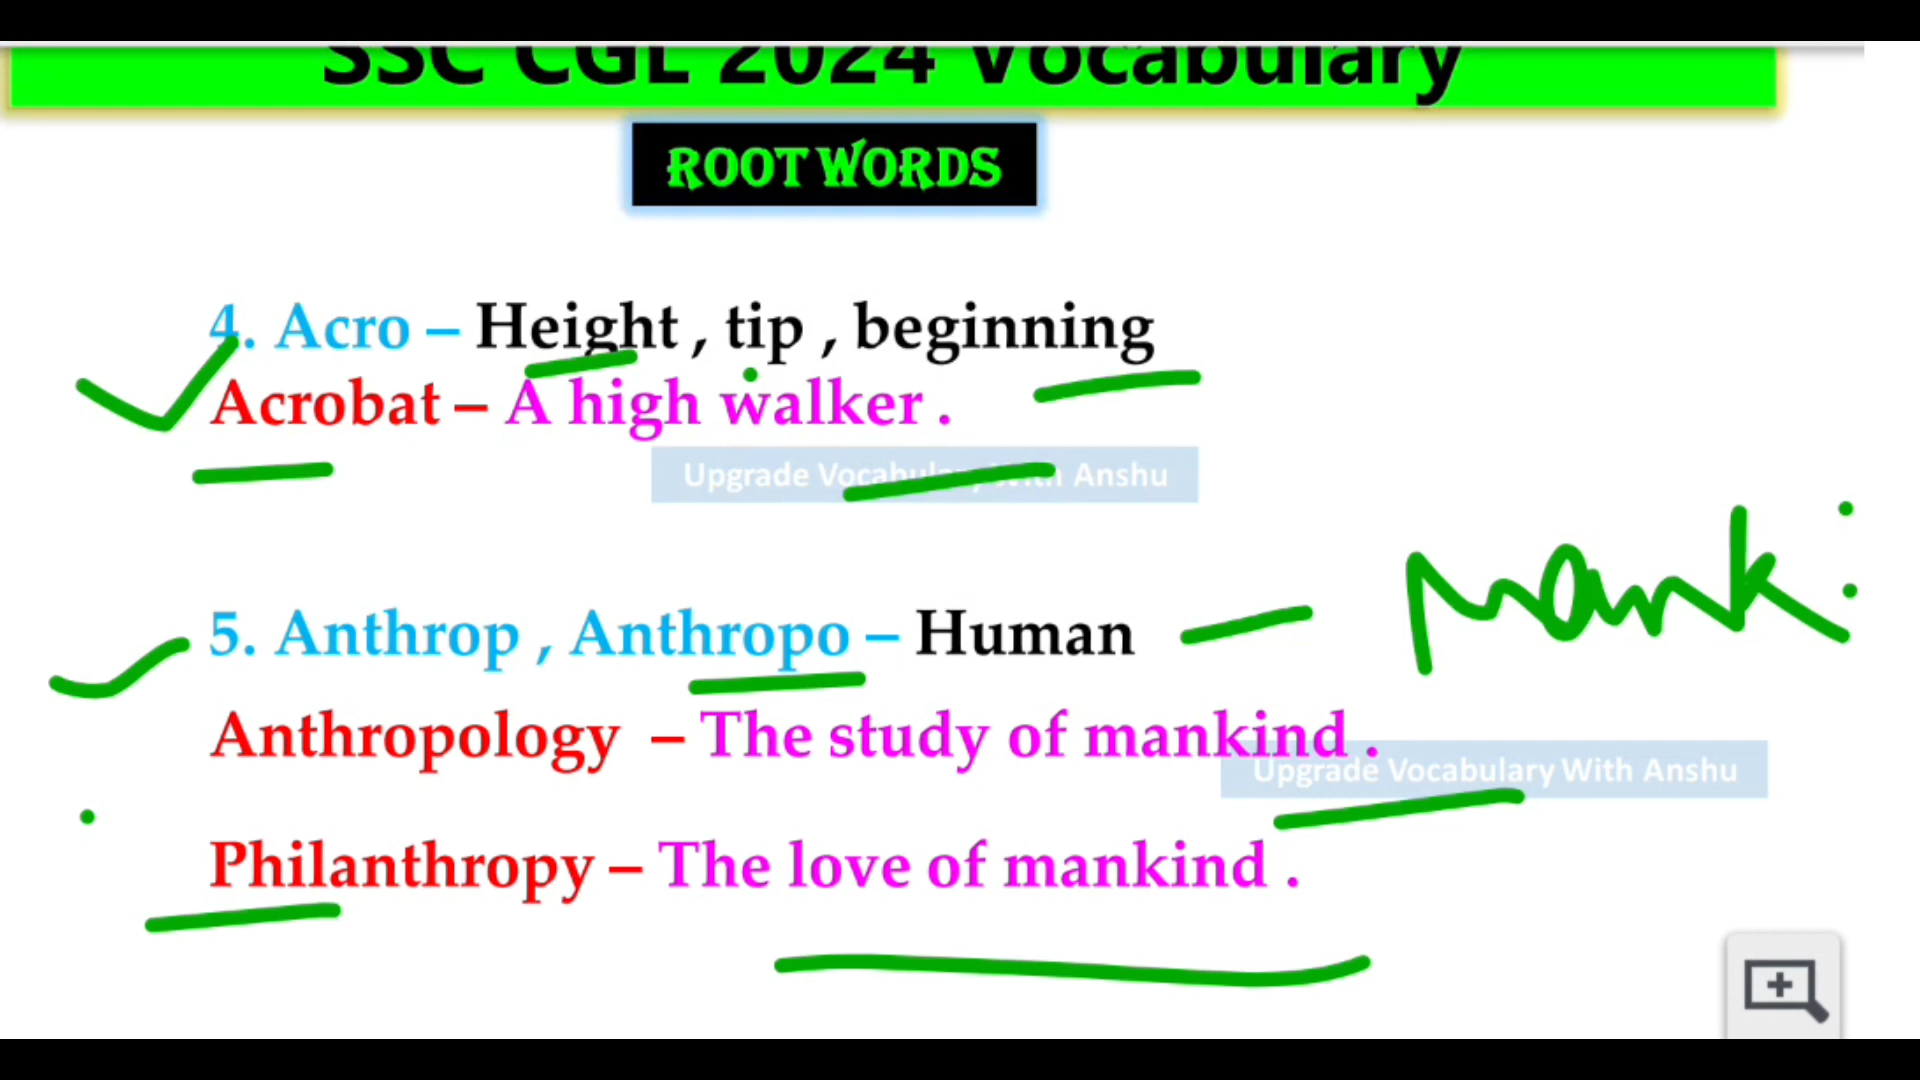 SSC CGL 2024 Vocabulary
ROOT WORDS
4. Acro – Height , tip , beginning
Acrobat – A high walker .
Upgrade Vocabulary With Anshu
Mank
5. Anthrop , Anthropo – Human
Anthropology – The study of mankind .
Upgrade Vocabulary With Anshu
Philanthropy – The love of mankind .